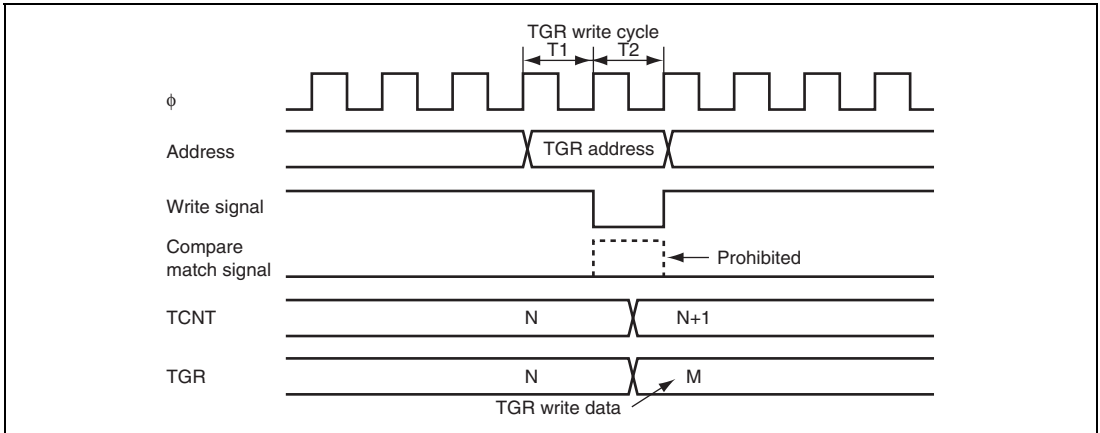 TGR write cycle
T1 T2
ϕ
Address TGR address
Write signal
Compare
match signal Prohibited
TCNT N N+1
TGR N M
TGR write data